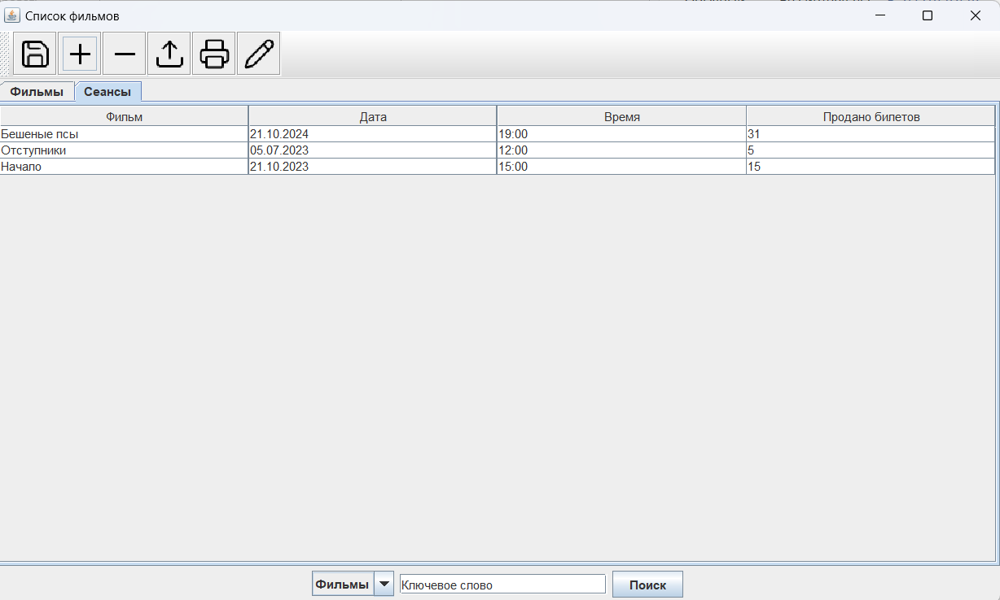 Список фильмов
Фильмы Сеансы
Фильм Дата Время Продано билетов
Бешеные псы 21.10.2024 19:00 31
Отступники 05.07.2023 12:00 5
Начало 21.10.2023 15:00 15
Фильмы Ключевое слово Поиск